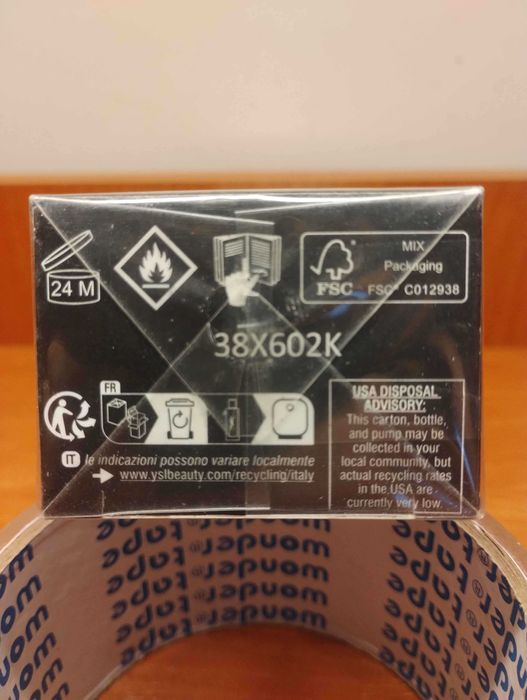 24 M
FSC
MIX
Packaging
FSC® C012938
38X602K
FR
IT le indicazioni possono variare localmente
www.yslbeauty.com/recycling/italy
USA DISPOSAL
ADVISORY:
This carton, bottle,
and pump may be
collected in your
local community, but
actual recycling rates
in the USA are
currently very low.
wonder®
tape
wonder®
tape
wonder®
tape
wonder®
tape